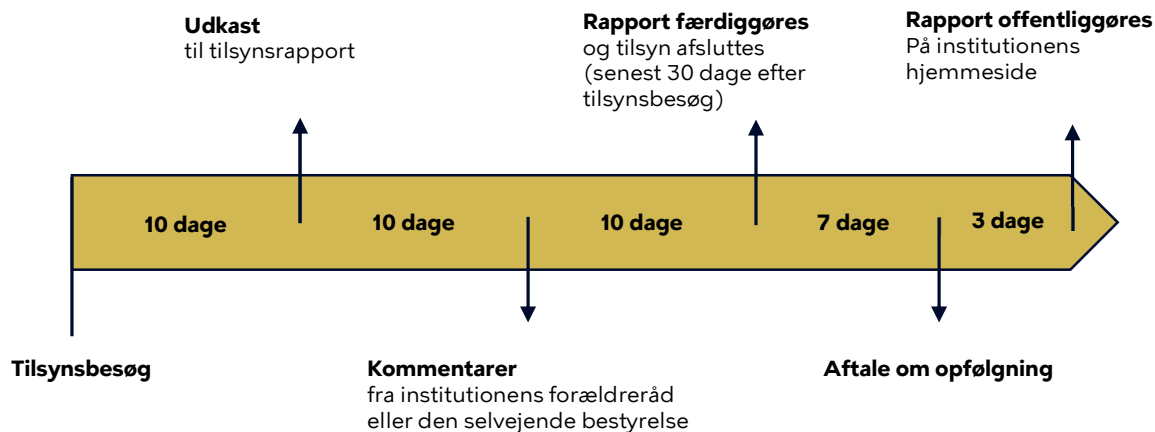 Udkast
til tilsynsrapport
Rapport færdiggøres
og tilsyn afsluttes
(senest 30 dage efter
tilsynsbesøg)
Rapport offentliggøres
På institutionens
hjemmeside
10 dage
10 dage
10 dage
7 dage
3 dage
Tilsynsbesøg
Kommentarer
fra institutionens forældreråd
eller den selvejende bestyrelse
Aftale om opfølgning